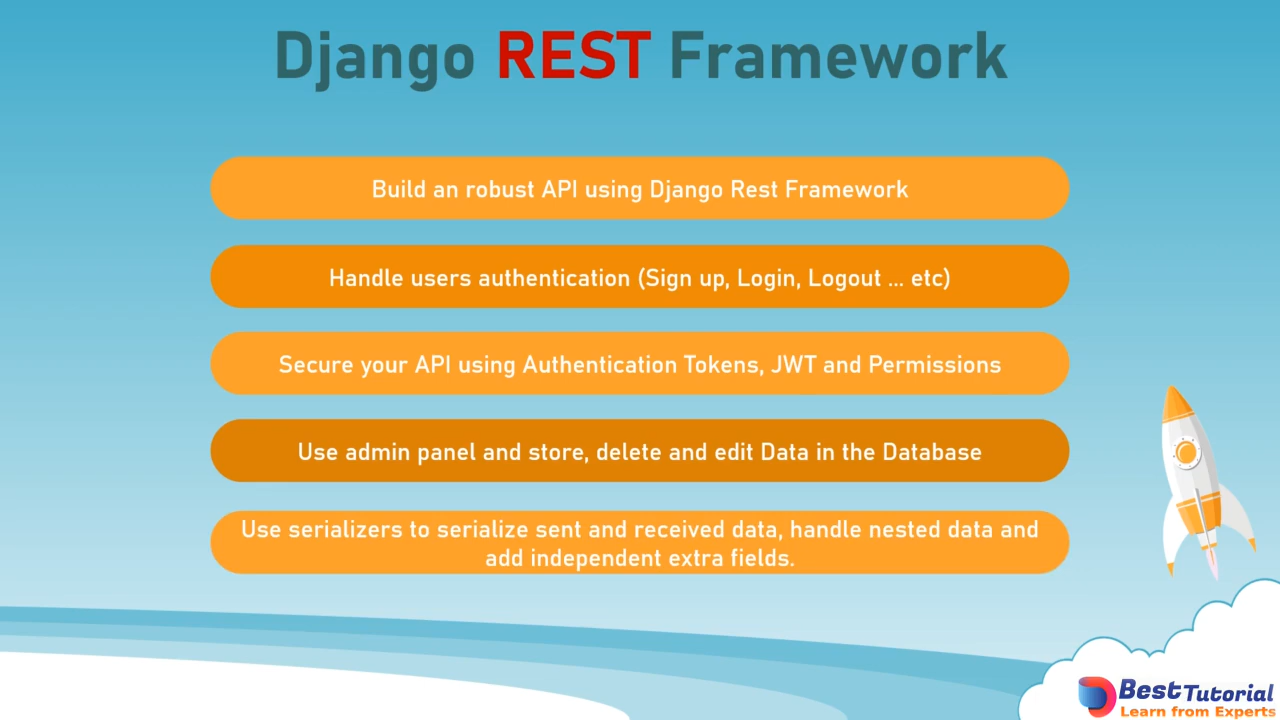 Django REST Framework
Build an robust API using Django Rest Framework
Handle users authentication (Sign up, Login, Logout ... etc)
Secure your API using Authentication Tokens, JWT and Permissions
Use admin panel and store, delete and edit Data in the Database
Use serializers to serialize sent and received data, handle nested data and
add independent extra fields.
Best Tutorial
Learn from Experts